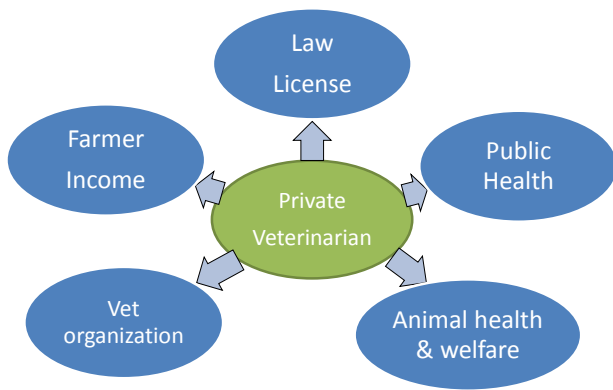 Law
License
Farmer
Income
Public
Health
Private
Veterinarian
Vet
organization
Animal health
& welfare